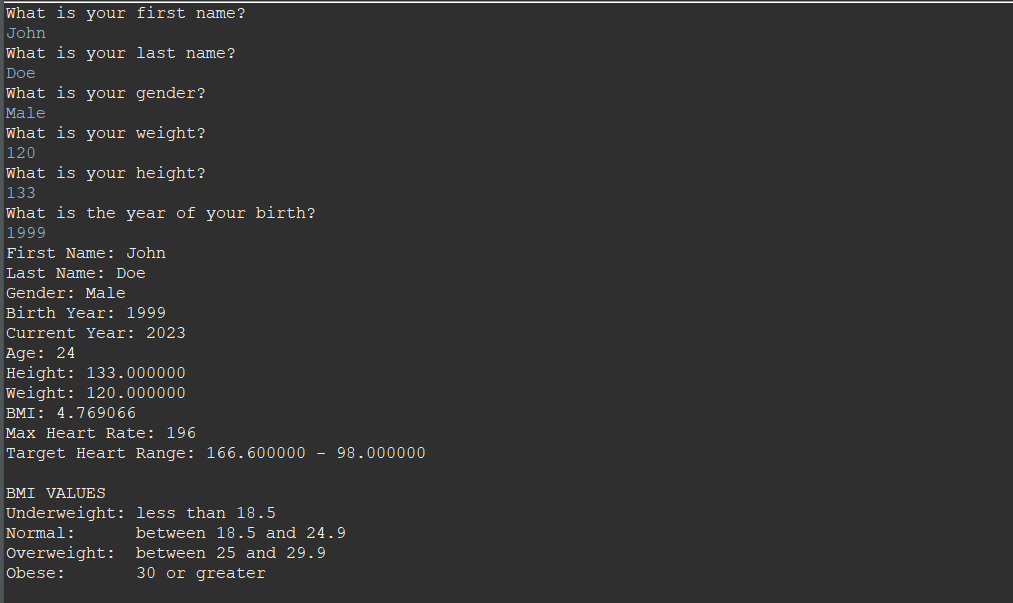 What is your first name?
John
What is your last name?
Doe
What is your gender?
Male
What is your weight?
120
What is your height?
133
What is the year of your birth?
1999
First Name: John
Last Name: Doe
Gender: Male
Birth Year: 1999
Current Year: 2023
Age: 24
Height: 133.000000
Weight: 120.000000
BMI: 4.769066
Max Heart Rate: 196
Target Heart Range: 166.600000 - 98.000000

BMI VALUES
Underweight: less than 18.5
Normal:      between 18.5 and 24.9
Overweight:  between 25 and 29.9
Obese:       30 or greater